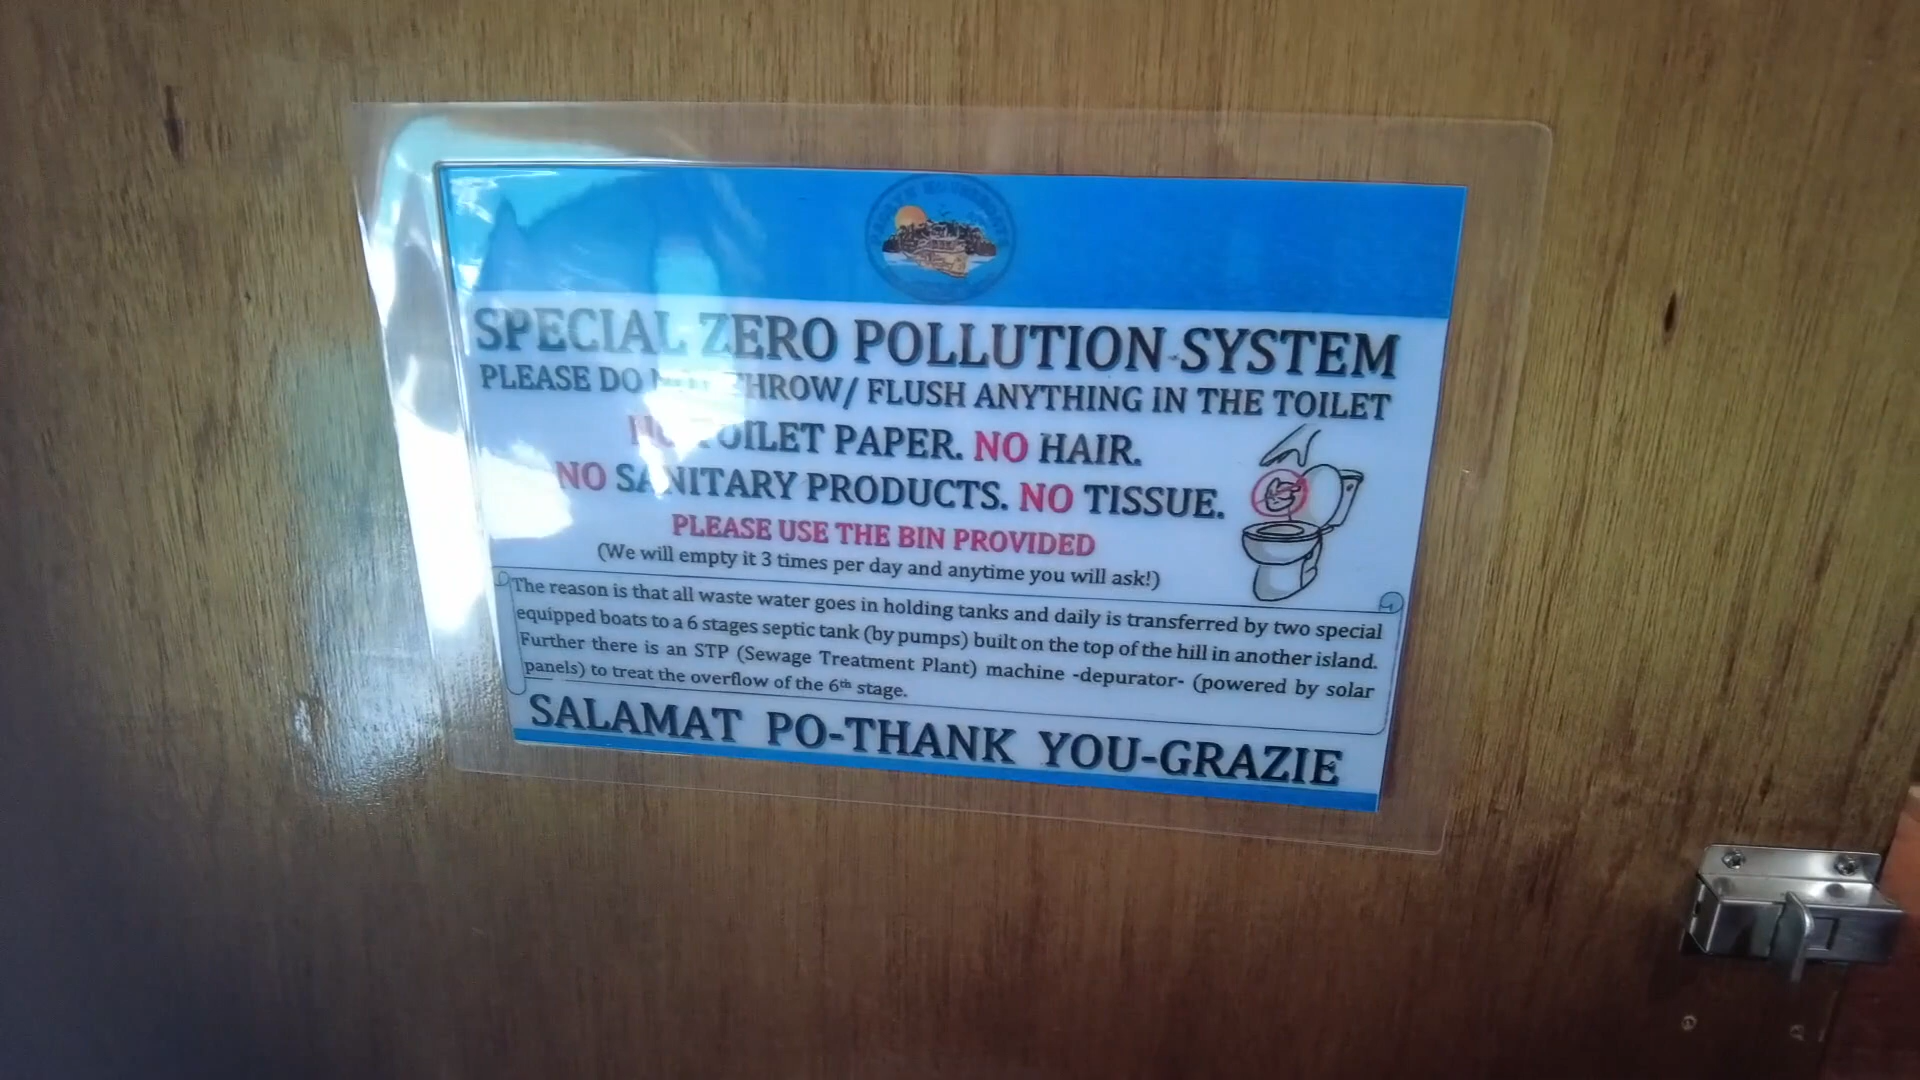 SPECIAL ZERO POLLUTION SYSTEM
PLEASE DO THROW/ FLUSH ANYTHING IN THE TOILET
TOILET PAPER. NO HAIR.
NO SANITARY PRODUCTS. NO TISSUE.
PLEASE USE THE BIN PROVIDED
(We will empty it 3 times per day and anytime you will ask!)
The reason is that all waste water goes in holding tanks and daily is transferred by two special
equipped boats to a 6 stages septic tank (by pumps) built on the top of the hill in another island.
Further there is an STP (Sewage Treatment Plant) machine -depurator- (powered by solar
panels) to treat the overflow of the 6th stage.
SALAMAT PO-THANK YOU-GRAZIE